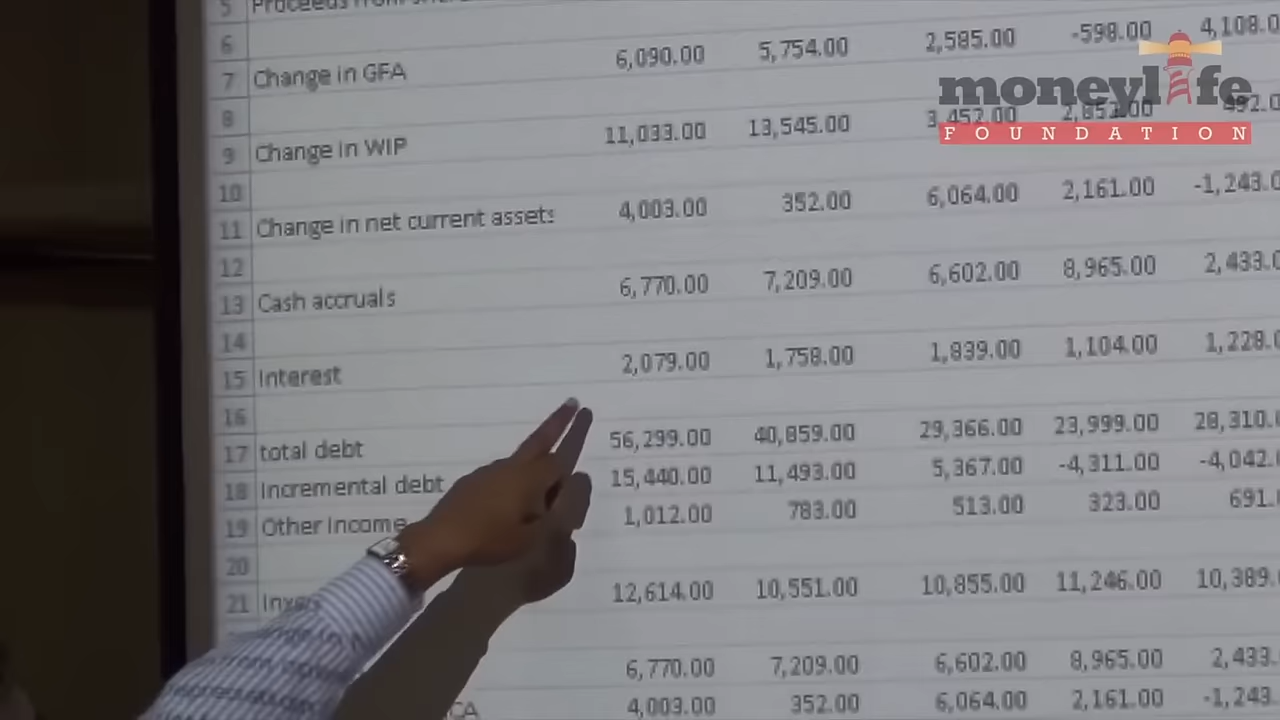 5 Proceeds from
6
7 Change in GFA 6,090.00 5,754.00 2,585.00 -598.00 4,108.0
8
9 Change in WIP 11,033.00 13,545.00 3,452.00
10
11 Change in net current assets 4,003.00 352.00 6,064.00 2,161.00 -1,243.0
12
13 Cash accruals 6,770.00 7,209.00 6,602.00 8,965.00 2,433.0
14
15 Interest 2,079.00 1,758.00 1,839.00 1,104.00 1,228.0
16
17 total debt 56,299.00 40,859.00 29,366.00 23,999.00 28,310.
18 Incremental debt 15,440.00 11,493.00 5,367.00 -4,311.00 -4,042.
19 Other Income 1,012.00 783.00 513.00 323.00 691.
20
21 12,614.00 10,551.00 10,855.00 11,246.00 10,389.
6,770.00 7,209.00 6,602.00 8,965.00 2,433.
CA 4,003.00 352.00 6,064.00 2,161.00 -1,243
moneylife
FOUNDATION